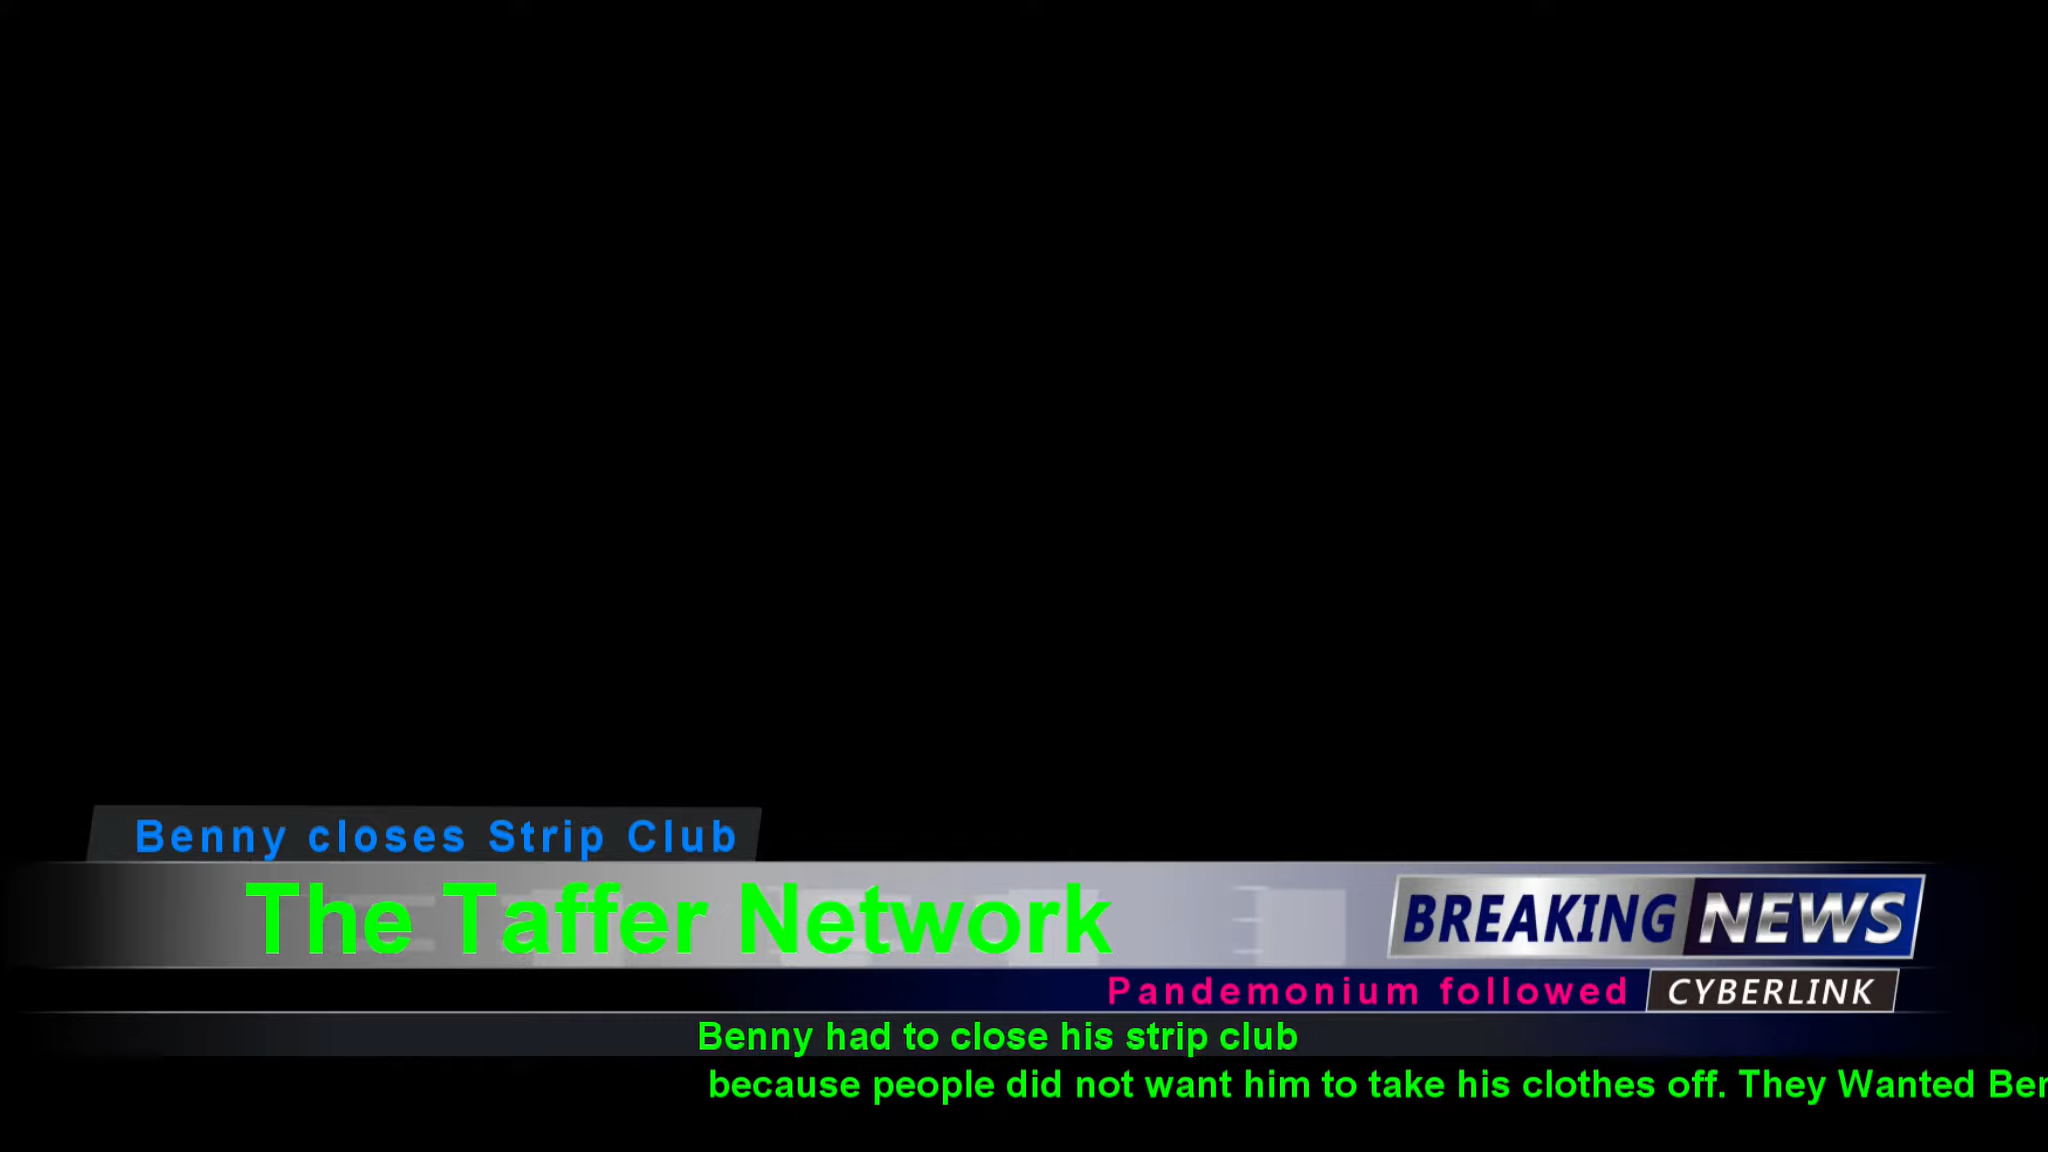 Benny closes Strip Club
The Taffer Network
BREAKING NEWS
Pandemonium followed
CYBERLINK
Benny had to close his strip club
because people did not want him to take his clothes off. They Wanted